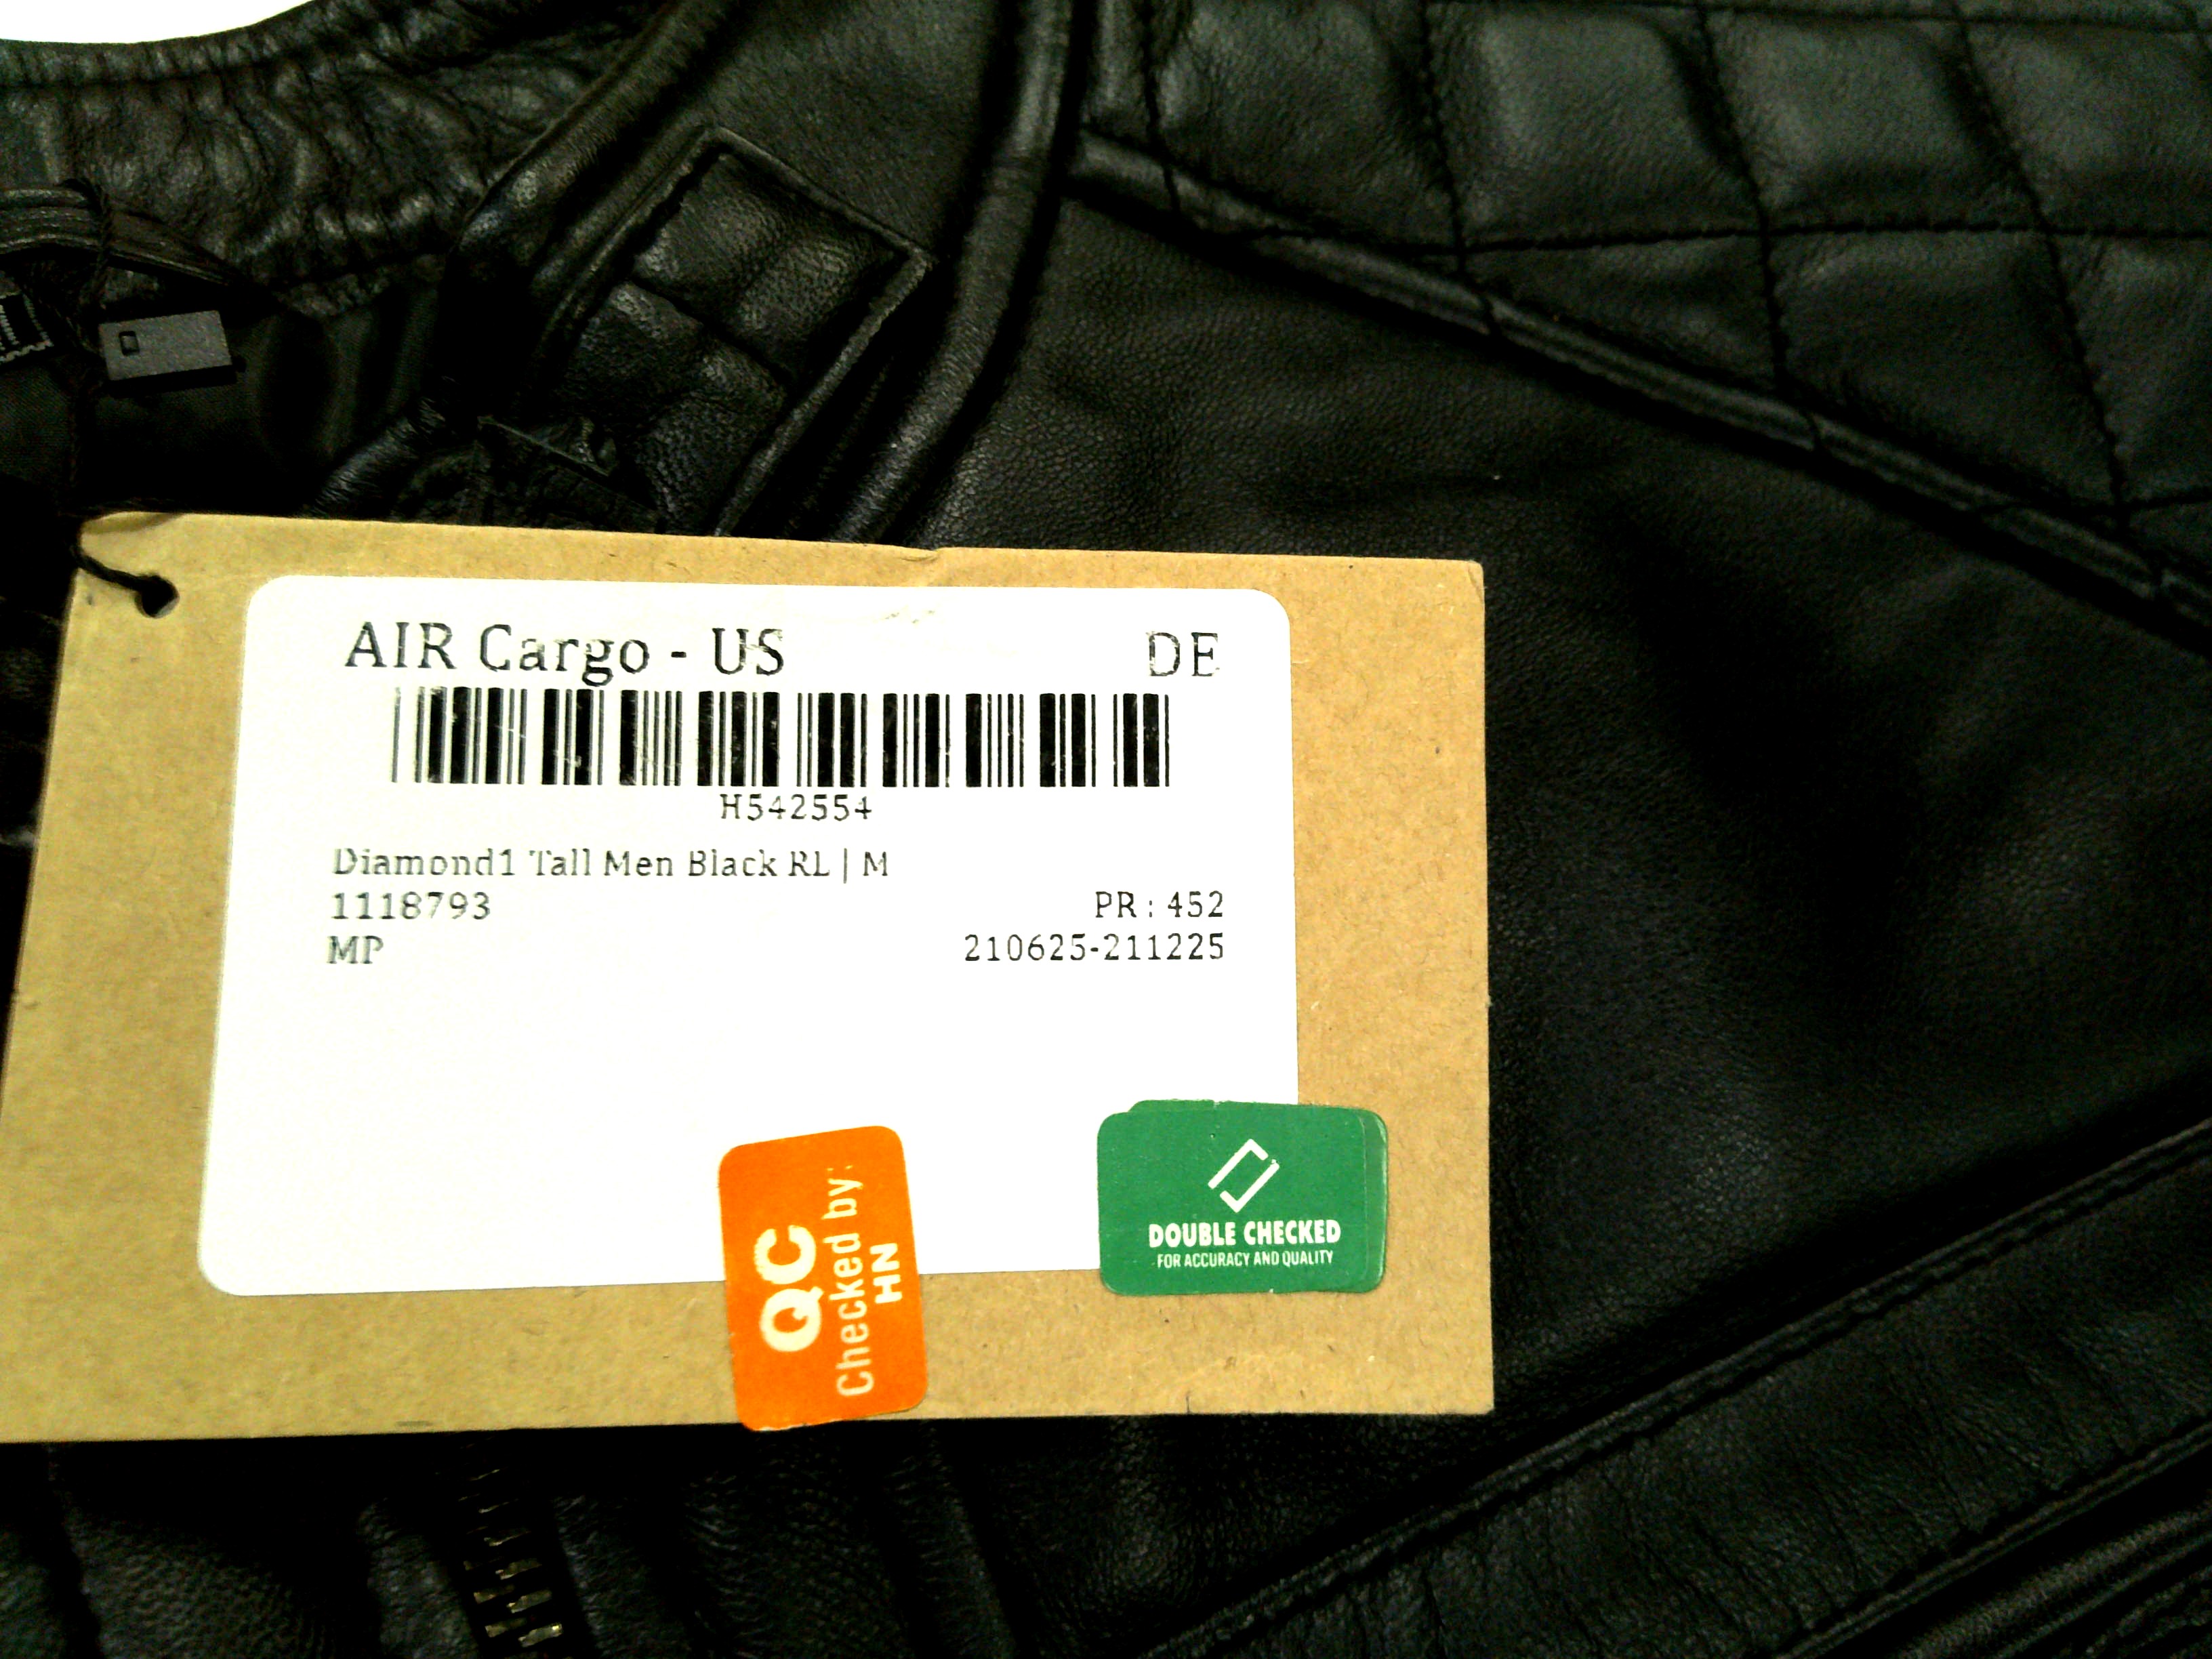 AIR Cargo - US DE
H542554
Diamond1 Tall Men Black RL | M
1118793 PR : 452
MP 210625-211225
QC
Checked by:
HN
DOUBLE CHECKED
FOR ACCURACY AND QUALITY